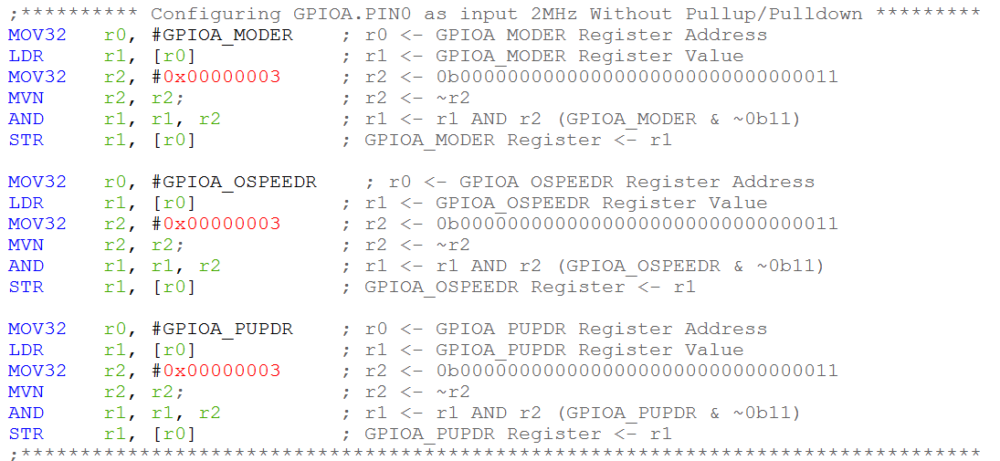 ;********** Configuring GPIOA.PIN0 as input 2MHz Without Pullup/Pulldown *********
MOV32   r0, #GPIOA_MODER    ; r0 <- GPIOA MODER Register Address
LDR     r1, [r0]            ; r1 <- GPIOA_MODER Register Value
MOV32   r2, #0x00000003     ; r2 <- 0b00000000000000000000000000000011
MVN     r2, r2;             ; r2 <- ~r2
AND     r1, r1, r2          ; r1 <- r1 AND r2 (GPIOA_MODER & ~0b11)
STR     r1, [r0]            ; GPIOA_MODER Register <- r1

MOV32   r0, #GPIOA_OSPEEDR    ; r0 <- GPIOA OSPEEDR Register Address
LDR     r1, [r0]            ; r1 <- GPIOA_OSPEEDR Register Value
MOV32   r2, #0x00000003     ; r2 <- 0b00000000000000000000000000000011
MVN     r2, r2;             ; r2 <- ~r2
AND     r1, r1, r2          ; r1 <- r1 AND r2 (GPIOA_OSPEEDR & ~0b11)
STR     r1, [r0]            ; GPIOA_OSPEEDR Register <- r1

MOV32   r0, #GPIOA_PUPDR    ; r0 <- GPIOA PUPDR Register Address
LDR     r1, [r0]            ; r1 <- GPIOA_PUPDR Register Value
MOV32   r2, #0x00000003     ; r2 <- 0b00000000000000000000000000000011
MVN     r2, r2;             ; r2 <- ~r2
AND     r1, r1, r2          ; r1 <- r1 AND r2 (GPIOA_PUPDR & ~0b11)
STR     r1, [r0]            ; GPIOA_PUPDR Register <- r1
;*********************************************************************************